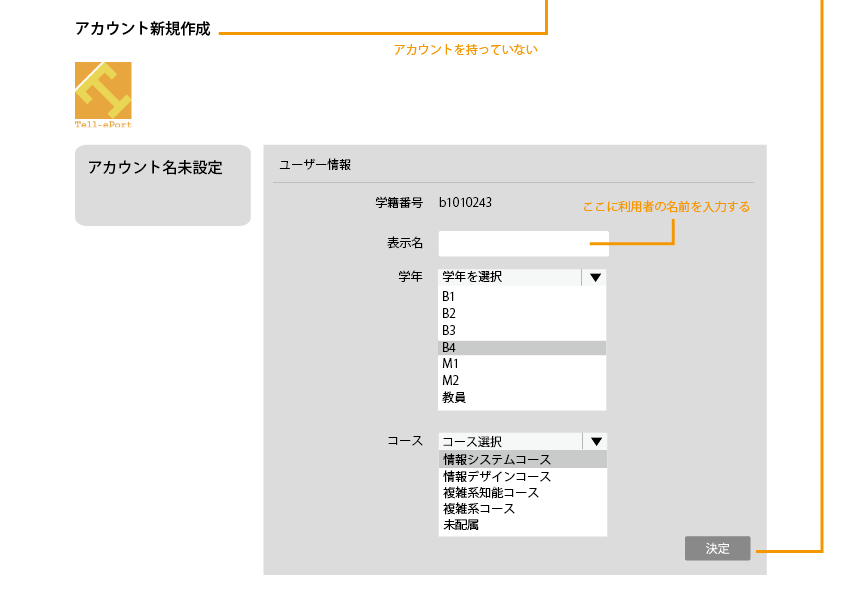 アカウント新規作成
アカウントを持っていない
Tell-ePort
アカウント名未設定
ユーザー情報
学籍番号 b1010243
ここに利用者の名前を入力する
表示名
学年 学年を選択 ▼
B1
B2
B3
B4
M1
M2
教員
コース コース選択 ▼
情報システムコース
情報デザインコース
複雑系知能コース
複雑系コース
未配属
決定